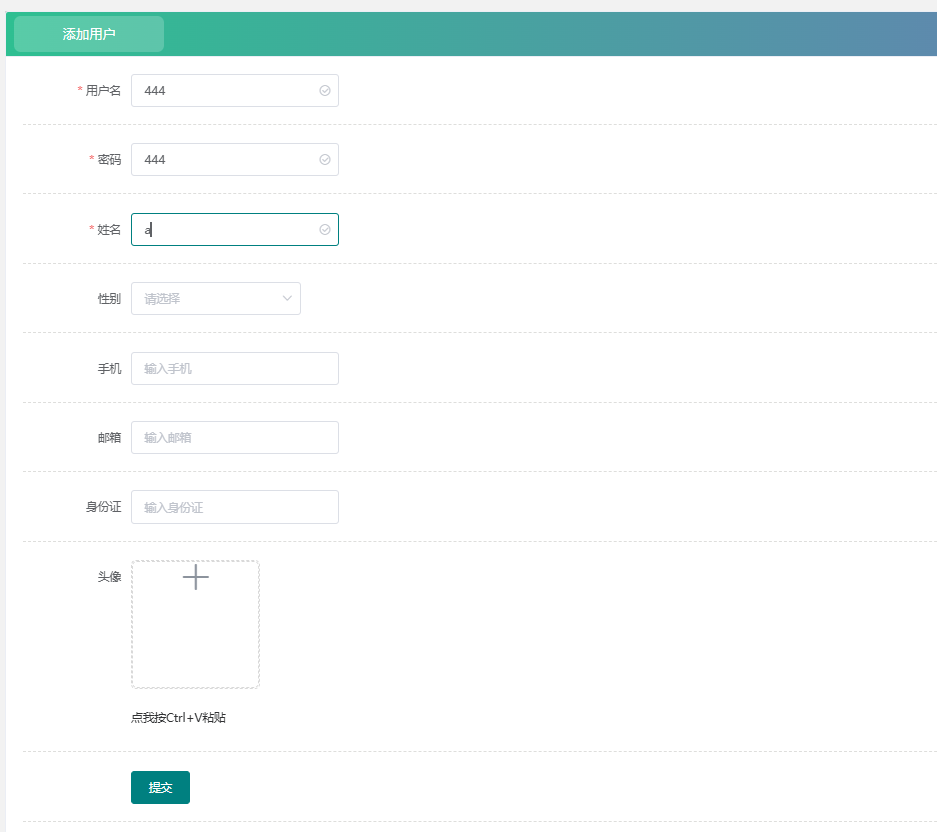 添加用户
* 用户名 444
* 密码 444
* 姓名 a
性别 请选择
手机 输入手机
邮箱 输入邮箱
身份证 输入身份证
头像
点我按Ctrl+V粘贴
提交